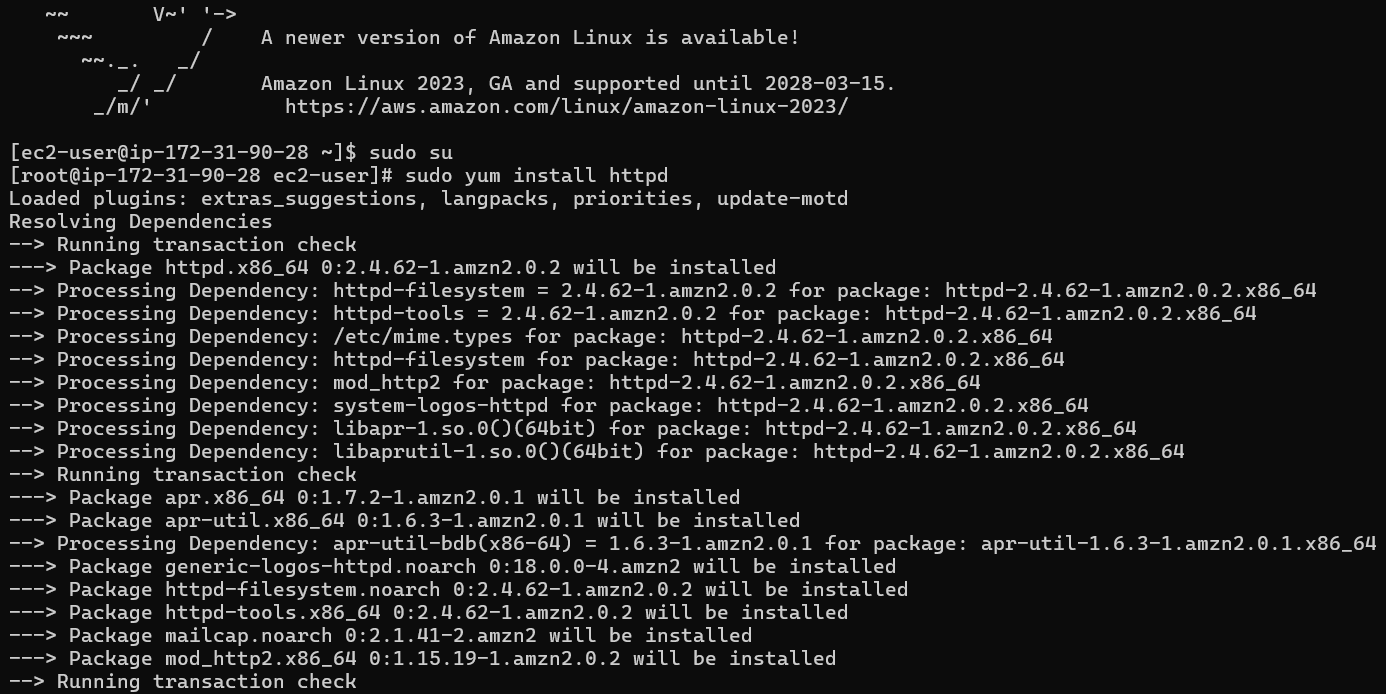 ~~       V~' '->
    ~~~         /    A newer version of Amazon Linux is available!
      ~~._.   _/
         _/ _/       Amazon Linux 2023, GA and supported until 2028-03-15.
       _/m/'           https://aws.amazon.com/linux/amazon-linux-2023/

[ec2-user@ip-172-31-90-28 ~]$ sudo su
[root@ip-172-31-90-28 ec2-user]# sudo yum install httpd
Loaded plugins: extras_suggestions, langpacks, priorities, update-motd
Resolving Dependencies
--> Running transaction check
---> Package httpd.x86_64 0:2.4.62-1.amzn2.0.2 will be installed
--> Processing Dependency: httpd-filesystem = 2.4.62-1.amzn2.0.2 for package: httpd-2.4.62-1.amzn2.0.2.x86_64
--> Processing Dependency: httpd-tools = 2.4.62-1.amzn2.0.2 for package: httpd-2.4.62-1.amzn2.0.2.x86_64
--> Processing Dependency: /etc/mime.types for package: httpd-2.4.62-1.amzn2.0.2.x86_64
--> Processing Dependency: httpd-filesystem for package: httpd-2.4.62-1.amzn2.0.2.x86_64
--> Processing Dependency: mod_http2 for package: httpd-2.4.62-1.amzn2.0.2.x86_64
--> Processing Dependency: system-logos-httpd for package: httpd-2.4.62-1.amzn2.0.2.x86_64
--> Processing Dependency: libapr-1.so.0()(64bit) for package: httpd-2.4.62-1.amzn2.0.2.x86_64
--> Processing Dependency: libaprutil-1.so.0()(64bit) for package: httpd-2.4.62-1.amzn2.0.2.x86_64
--> Running transaction check
---> Package apr.x86_64 0:1.7.2-1.amzn2.0.1 will be installed
---> Package apr-util.x86_64 0:1.6.3-1.amzn2.0.1 will be installed
--> Processing Dependency: apr-util-bdb(x86-64) = 1.6.3-1.amzn2.0.1 for package: apr-util-1.6.3-1.amzn2.0.1.x86_64
---> Package generic-logos-httpd.noarch 0:18.0.0-4.amzn2 will be installed
---> Package httpd-filesystem.noarch 0:2.4.62-1.amzn2.0.2 will be installed
---> Package httpd-tools.x86_64 0:2.4.62-1.amzn2.0.2 will be installed
---> Package mailcap.noarch 0:2.1.41-2.amzn2 will be installed
---> Package mod_http2.x86_64 0:1.15.19-1.amzn2.0.2 will be installed
--> Running transaction check